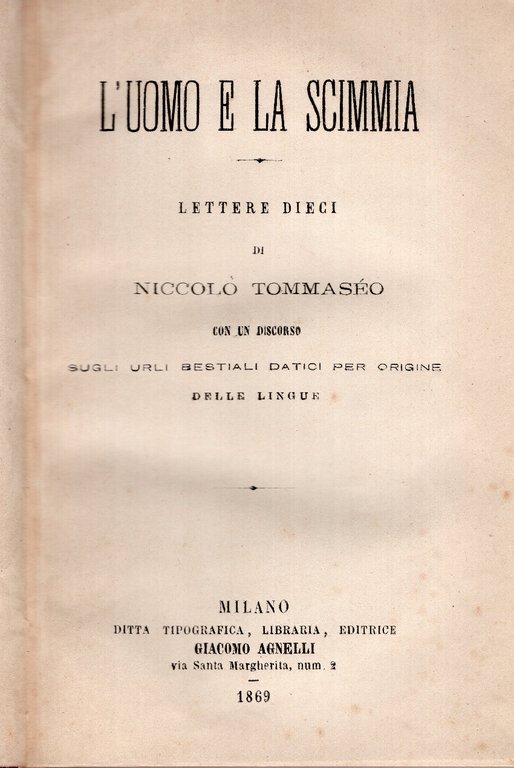 L'UOMO E LA SCIMMIA
LETTERE DIECI
DI
NICCOLÒ TOMMASÉO
CON UN DISCORSO
SUGLI URLI BESTIALI DATICI PER ORIGINE
DELLE LINGUE
MILANO
DITTA TIPOGRAFICA, LIBRARIA, EDITRICE
GIACOMO AGNELLI
via Santa Margherita, num. 2
1869